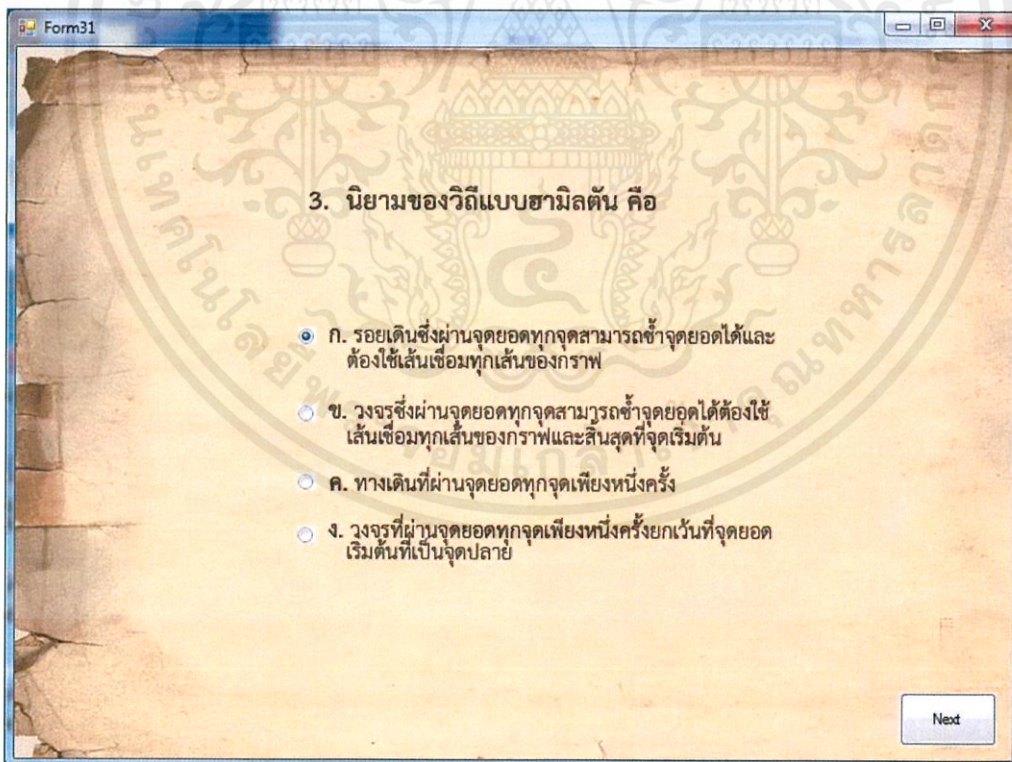 Form31
3. นิยามของวิถีแบบฮามิลตัน คือ
ก. รอยเดินซึ่งผ่านจุดยอดทุกจุดสามารถซ้ำจุดยอดได้และ
ต้องใช้เส้นเชื่อมทุกเส้นของกราฟ
ข. วงจรซึ่งผ่านจุดยอดทุกจุดสามารถซ้ำจุดยอดได้ต้องใช้
เส้นเชื่อมทุกเส้นของกราฟและสิ้นสุดที่จุดเริ่มต้น
ค. ทางเดินที่ผ่านจุดยอดทุกจุดเพียงหนึ่งครั้ง
ง. วงจรที่ผ่านจุดยอดทุกจุดเพียงหนึ่งครั้งยกเว้นที่จุดยอด
เริ่มต้นที่เป็นจุดปลาย
Next